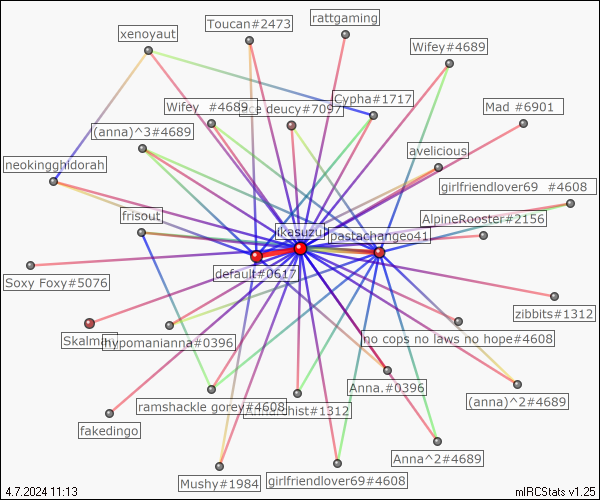 Toucan#2473
rattgaming
xenoyaut
Wifey#4689
Cypha#1717
Wifey  #4689
ce deucy#7097
Mad #6901
(anna)^3#4689
avelicious
neokingghidorah
girlfriendlover69  #4608
frisout
AlpineRooster#2156
ikasuzu
pastachangeo41
default#0617
Soxy Foxy#5076
zibbits#1312
Skalma
hypomanianna#0396
no cops no laws no hope#4608
Anna.#0396
ramshackle gorey#4608
#1312
(anna)^2#4689
fakedingo
Anna^2#4689
Mushy#1984
girlfriendlover69#4608
4.7.2024 11:13
mIRCStats v1.25